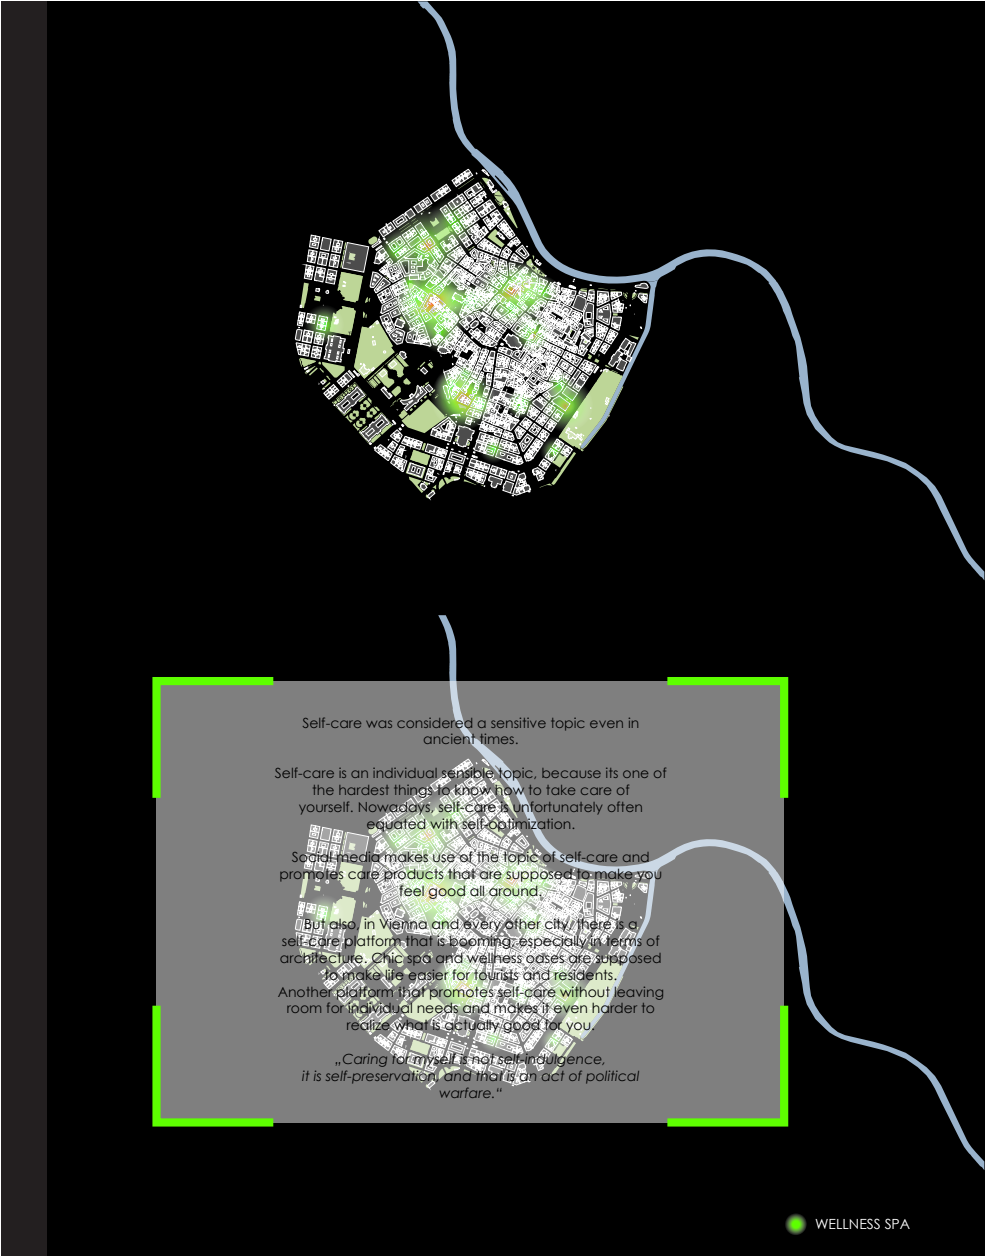 Self-care was considered a sensitive topic even in
ancient times.
Self-care is an individual sensible topic, because its one of
the hardest things to know how to take care of
yourself. Nowadays, self-care is unfortunately often
equated with self-optimization.
Social media makes use of the topic of self-care and
promotes care products that are supposed to make you
feel good all around.
But also, in Vienna and every other city, there is a
self-care platform that is booming, especially in terms of
architecture. Chic spa and wellness oases are supposed
to make life easier for tourists and residents.
Another platform that promotes self-care without leaving
room for individual needs and makes it even harder to
realize what is actually good for you.
„Caring for myself is not self-indulgence,
it is self-preservation, and that is an act of political
warfare.“
WELLNESS SPA